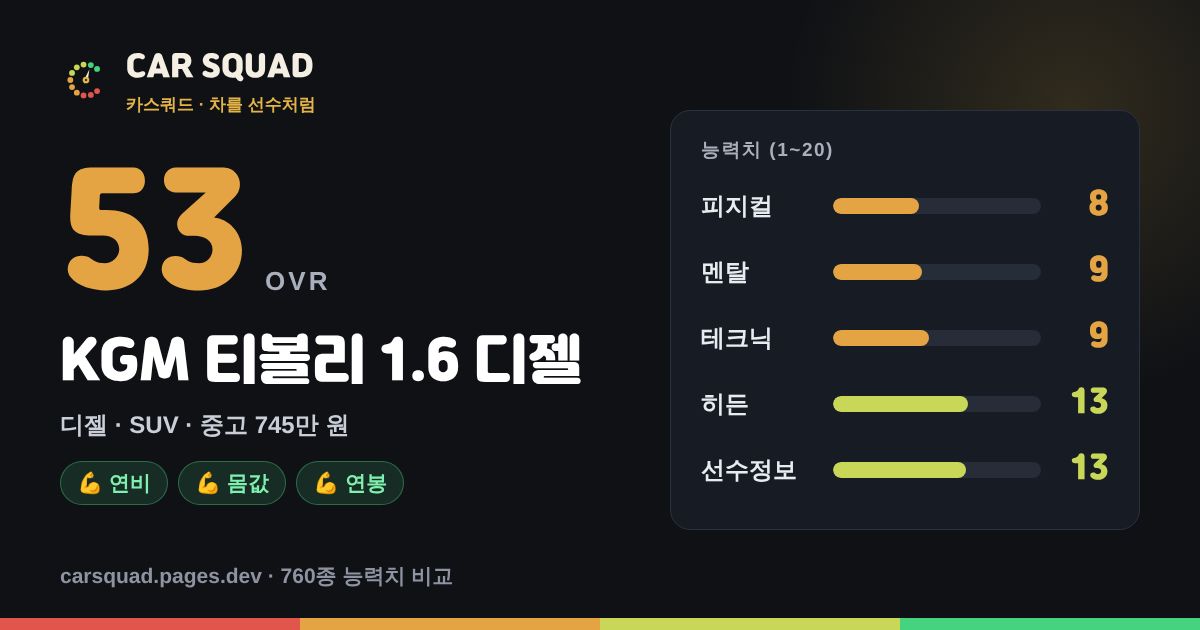 CAR SQUAD
카스쿼드 · 차를 선수처럼
53 OVR
KGM 티볼리 1.6 디젤
디젤 · SUV · 중고 745만 원
💪 연비 💪 몸값 💪 연봉
carsquad.pages.dev · 760종 능력치 비교
능력치 (1~20)
피지컬 8
멘탈 9
테크닉 9
히든 13
선수정보 13